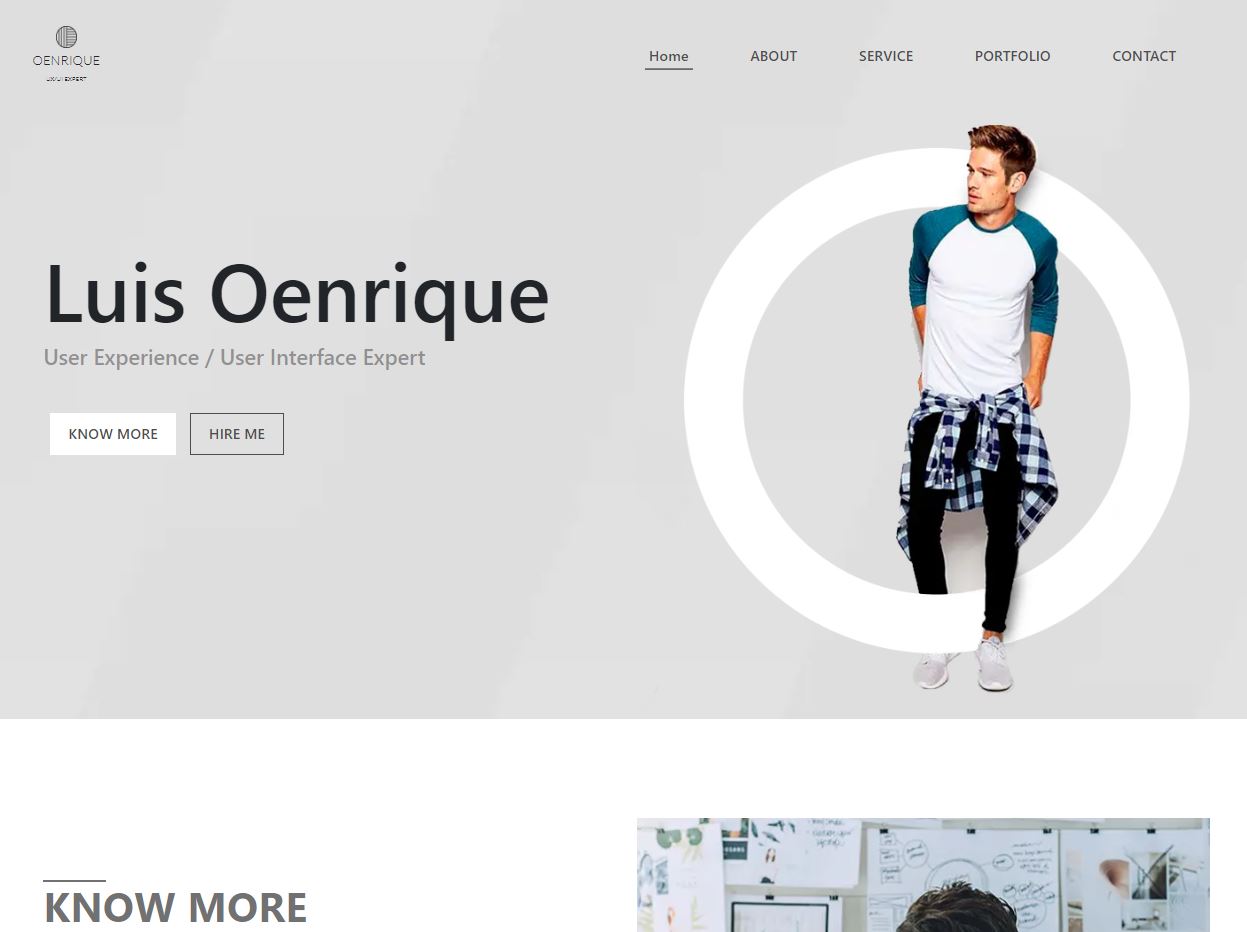 OENRIQUE
UX/UI EXPERT
Home ABOUT SERVICE PORTFOLIO CONTACT
Luis Oenrique
User Experience / User Interface Expert
KNOW MORE HIRE ME
KNOW MORE